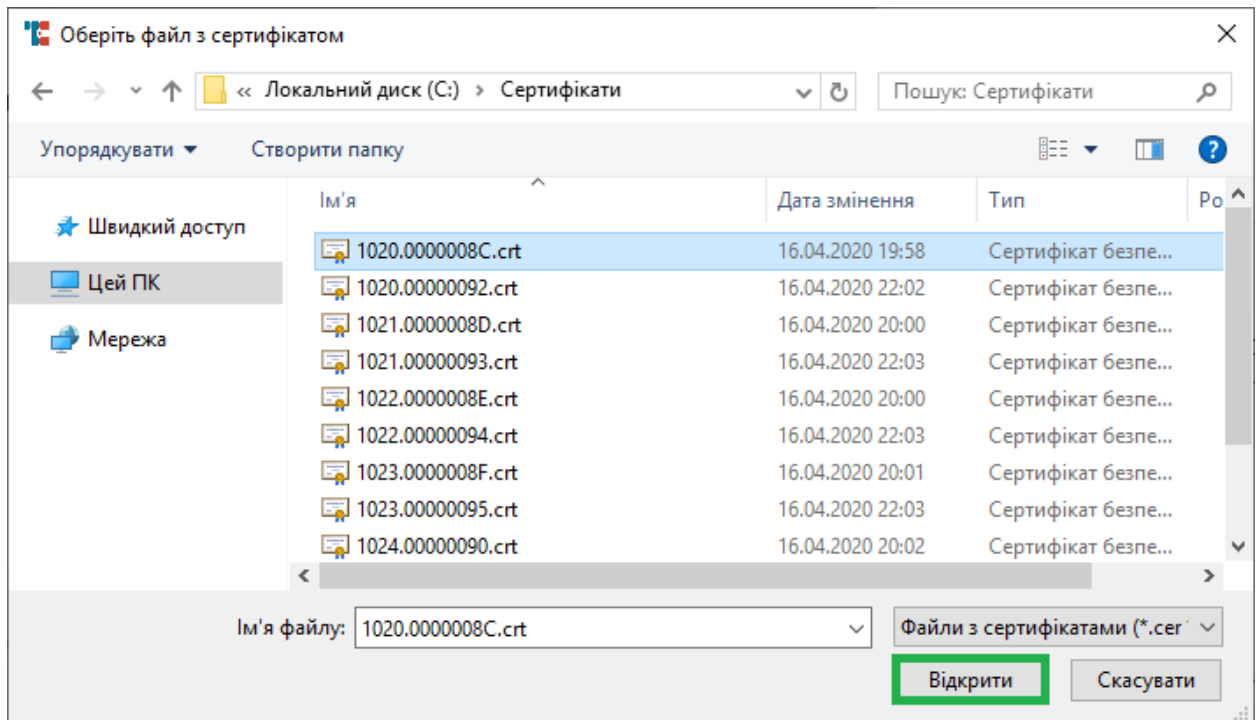 Оберіть файл з сертифікатом
« Локальний диск (C:) › Сертифікати
Пошук: Сертифікати
Упорядкувати
Створити папку
Швидкий доступ
Цей ПК
Мережа
Ім'я Дата змінення Тип Ро
1020.0000008C.crt 16.04.2020 19:58 Сертифікат безпе...
1020.00000092.crt 16.04.2020 22:02 Сертифікат безпе...
1021.0000008D.crt 16.04.2020 20:00 Сертифікат безпе...
1021.00000093.crt 16.04.2020 22:03 Сертифікат безпе...
1022.0000008E.crt 16.04.2020 20:00 Сертифікат безпе...
1022.00000094.crt 16.04.2020 22:03 Сертифікат безпе...
1023.0000008F.crt 16.04.2020 20:01 Сертифікат безпе...
1023.00000095.crt 16.04.2020 22:03 Сертифікат безпе...
1024.00000090.crt 16.04.2020 20:02 Сертифікат безпе...
Ім'я файлу: 1020.0000008C.crt
Файли з сертифікатами (*.cer
Відкрити
Скасувати